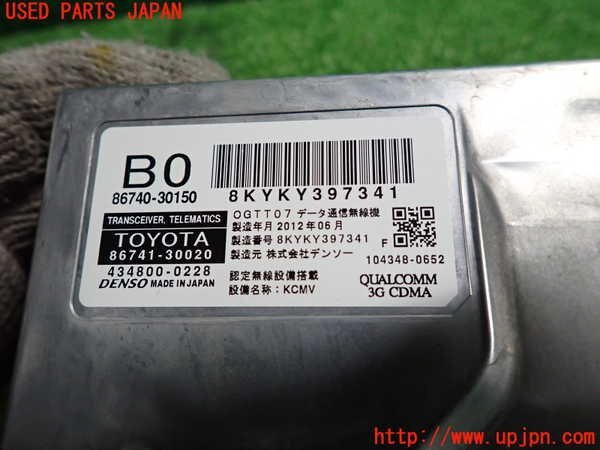 USED PARTS JAPAN
B0
86740-30150
8KYKY397341
TRANSCEIVER, TELEMATICS
TOYOTA
86741-30020
434800-0228
DENSO MADE IN JAPAN
OGTT07 データ通信無線機
製造年月 2012年06月
製造番号 8KYKY397341
F
製造元 株式会社デンソー
104348-0652
認定無線設備搭載
設備名称:KCMV
QUALCOMM
3G CDMA
http://www.upjpn.com/